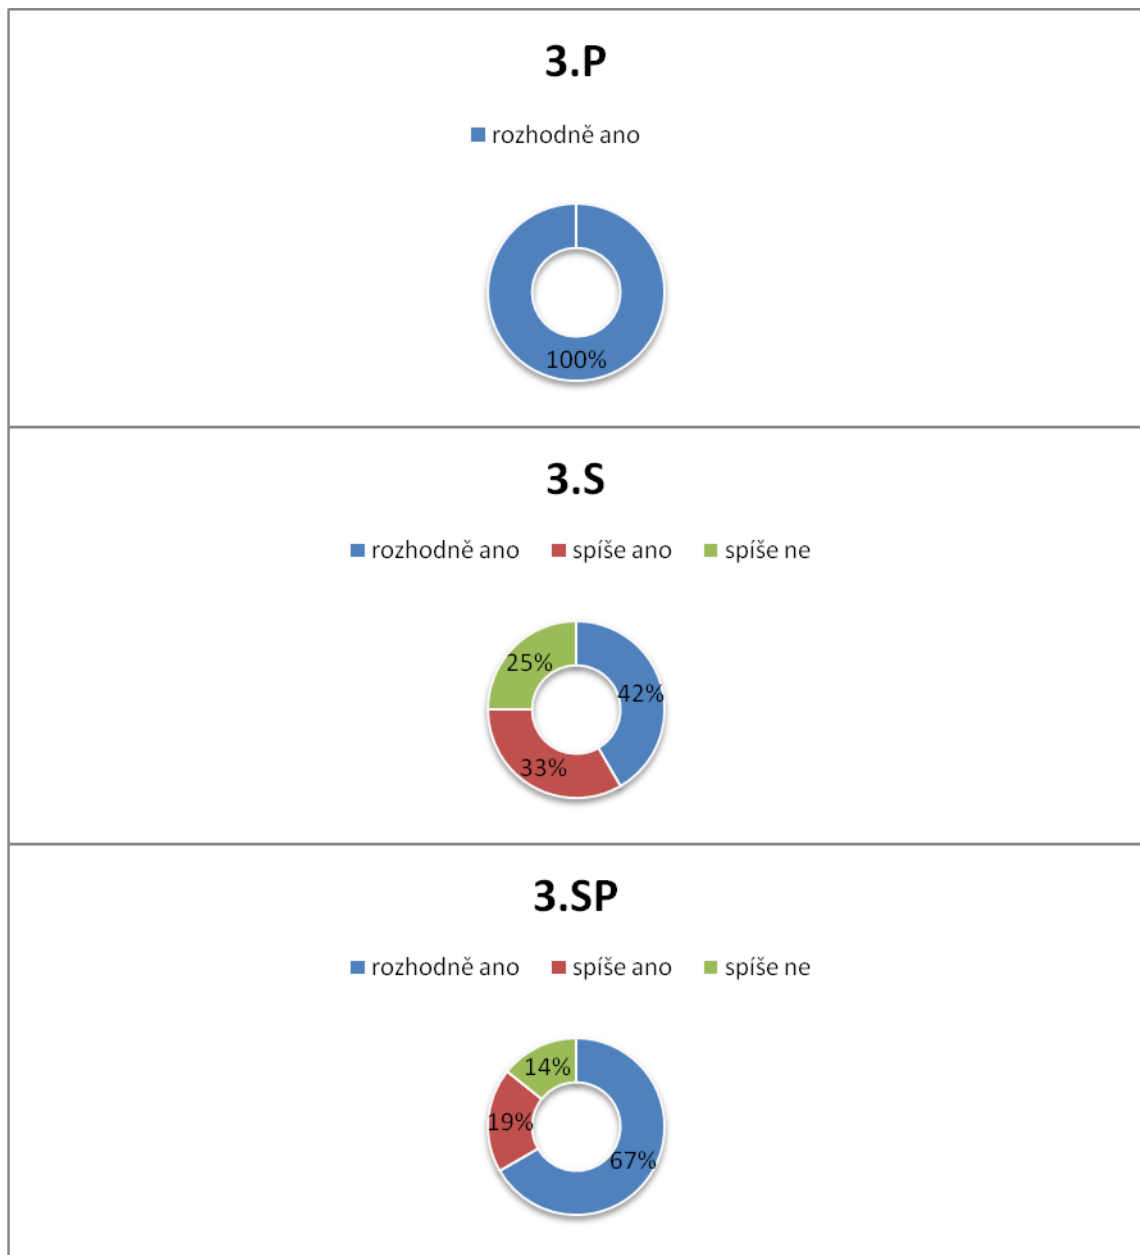 3.P
rozhodně ano
100%
3.S
rozhodně ano spíše ano spíše ne
25%
42%
33%
3.SP
rozhodně ano spíše ano spíše ne
14%
19%
67%